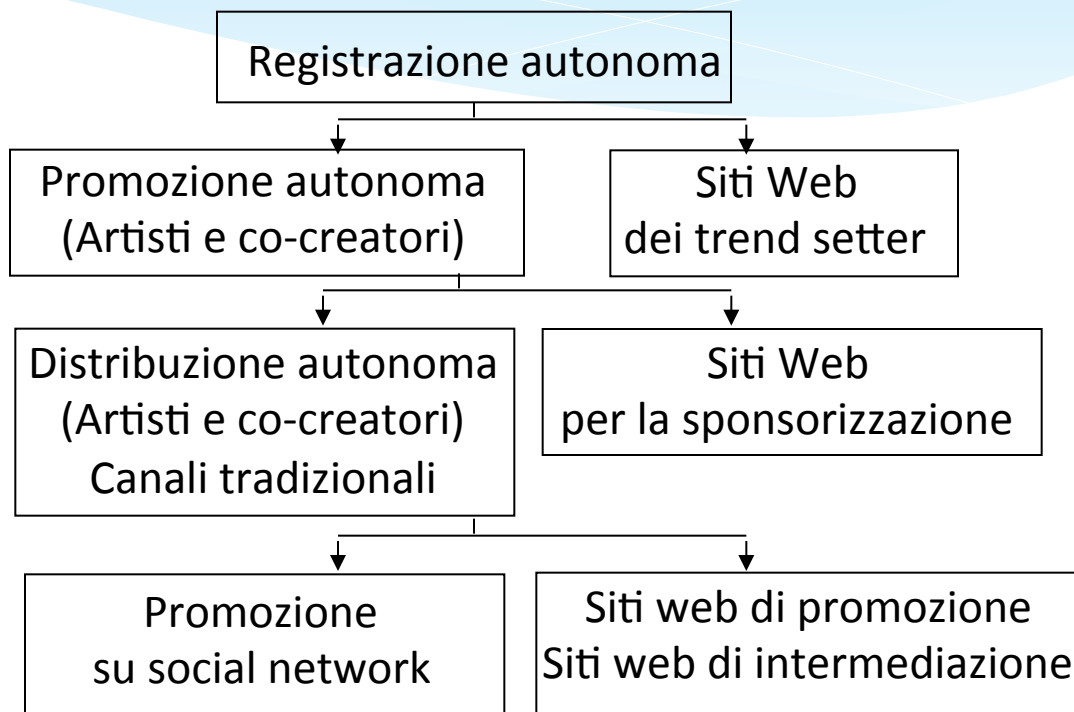 Registrazione autonoma
Promozione autonoma
(Artisti e co-creatori)
Siti Web
dei trend setter
Distribuzione autonoma
(Artisti e co-creatori)
Canali tradizionali
Siti Web
per la sponsorizzazione
Promozione
su social network
Siti web di promozione
Siti web di intermediazione